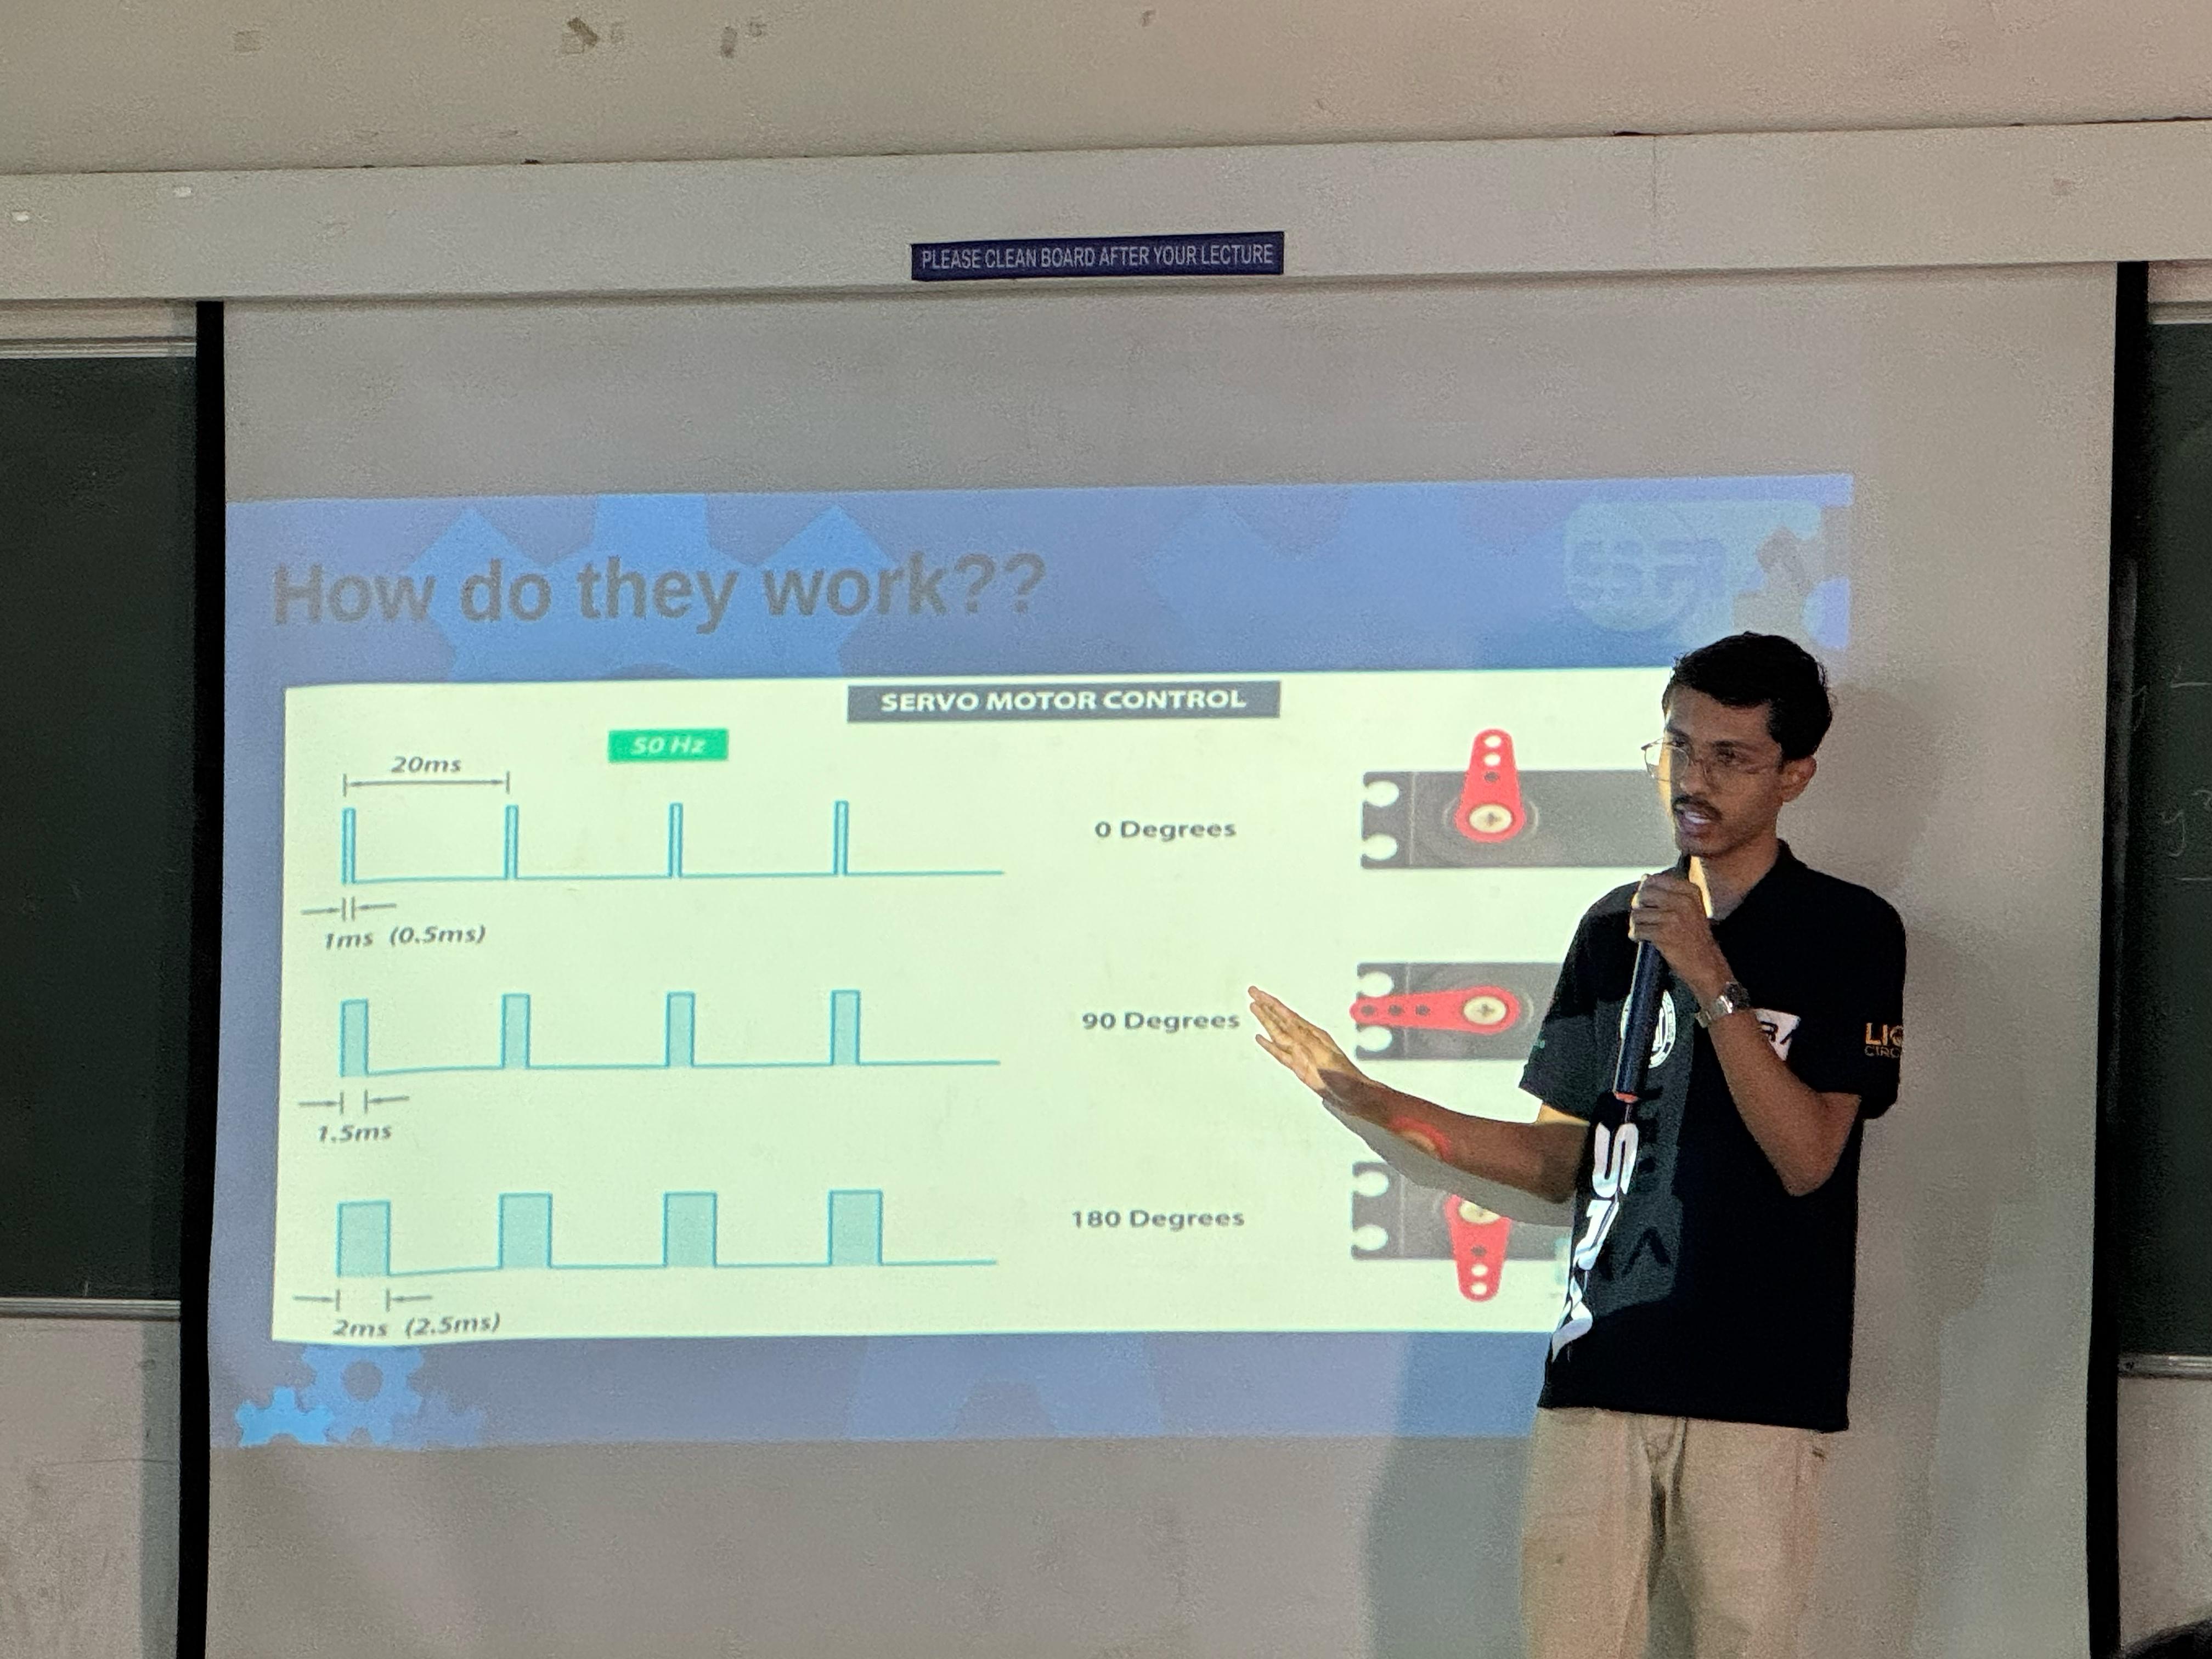 PLEASE CLEAN BOARD AFTER YOUR LECTURE
How do they work??
SERVO MOTOR CONTROL
50 Hz
20ms
0 Degrees
1ms (0.5ms)
90 Degrees
1.5ms
180 Degrees
2ms (2.5ms)
SRA